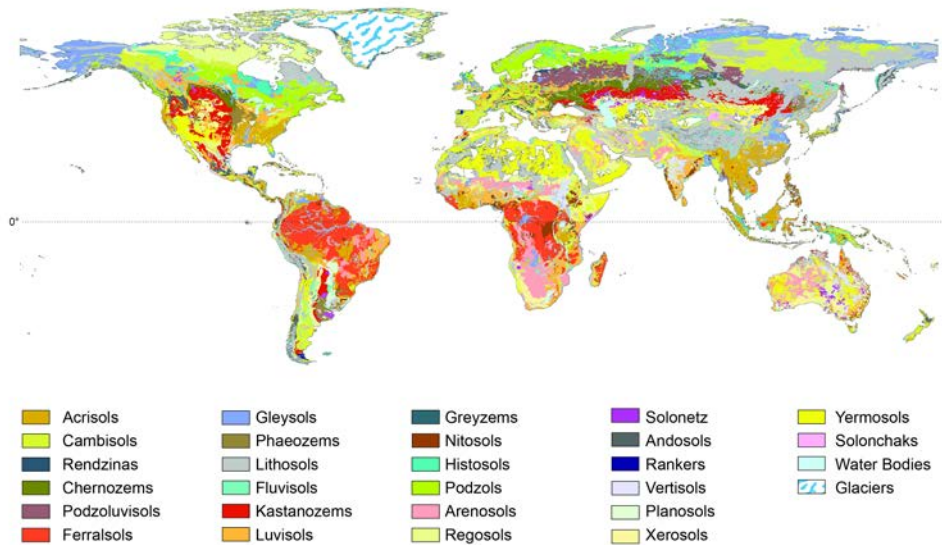 0°
Acrisols
Cambisols
Rendzinas
Chernozems
Podzoluvisols
Ferralsols
Gleysols
Phaeozems
Lithosols
Fluvisols
Kastanozems
Luvisols
Greyzems
Nitosols
Histosols
Podzols
Arenosols
Regosols
Solonetz
Andosols
Rankers
Vertisols
Planosols
Xerosols
Yermosols
Solonchaks
Water Bodies
Glaciers